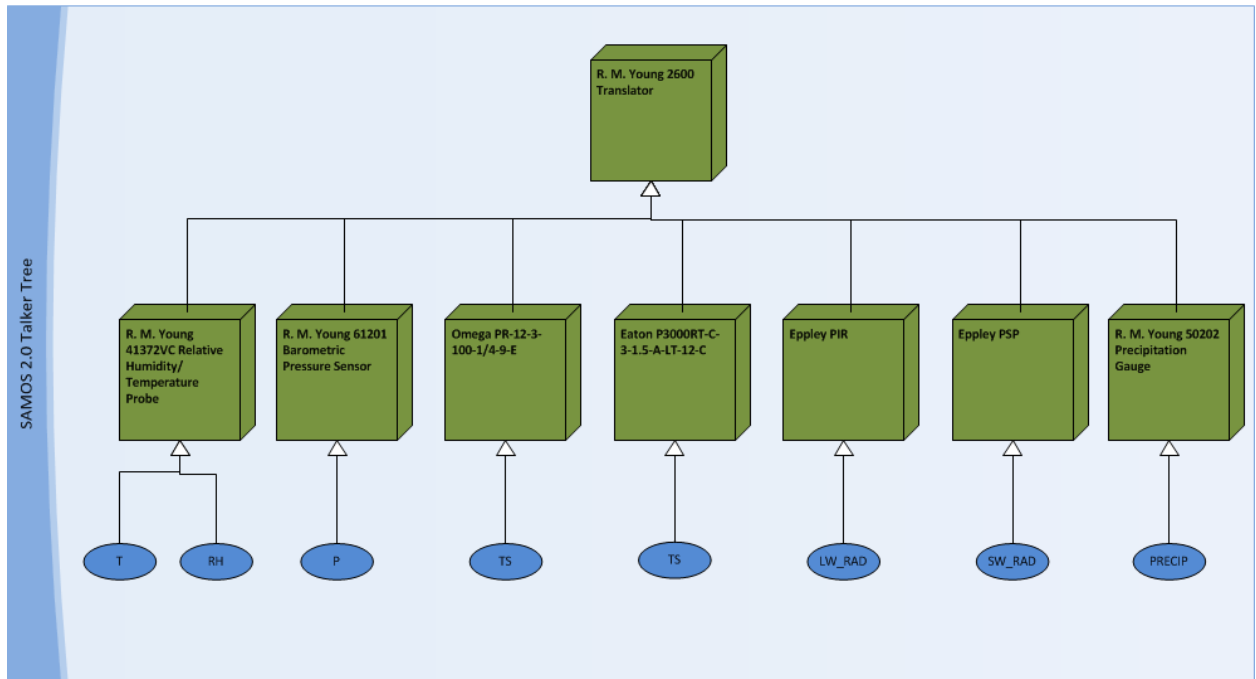 SAMOS 2.0 Talker Tree
R. M. Young 2600
Translator
R. M. Young
41372VC Relative
Humidity/
Temperature
Probe
R. M. Young 61201
Barometric
Pressure Sensor
Omega PR-12-3-
100-1/4-9-E
Eaton P3000RT-C-
3-1.5-A-LT-12-C
Eppley PIR
Eppley PSP
R. M. Young 50202
Precipitation
Gauge
T
RH
P
TS
TS
LW_RAD
SW_RAD
PRECIP